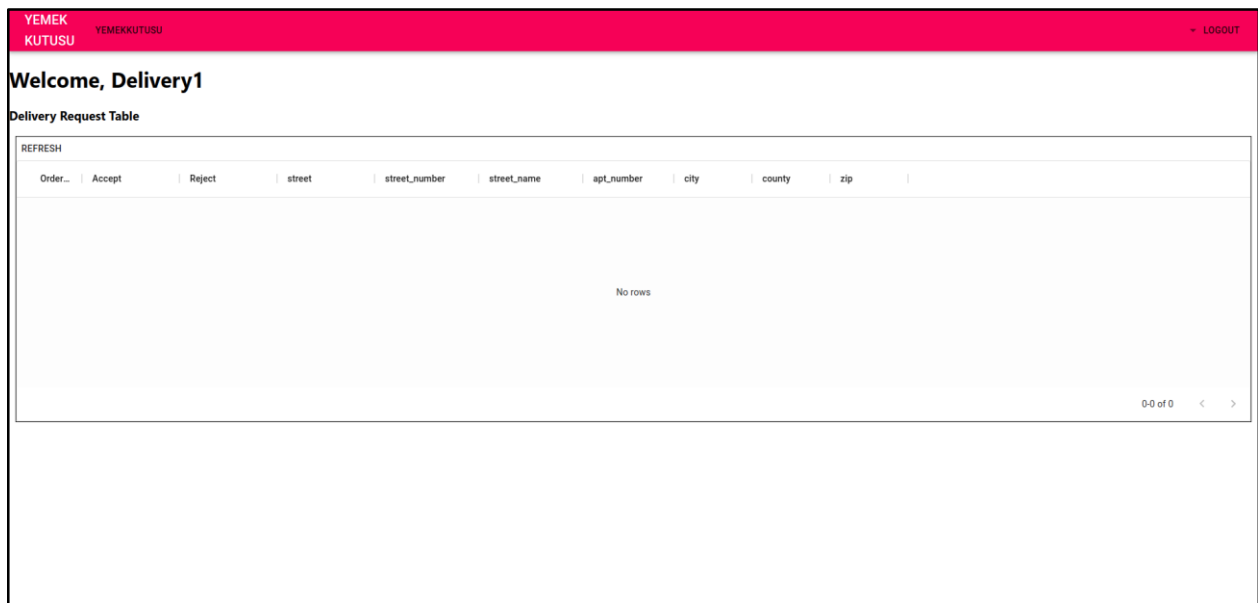 YEMEK
KUTUSU
YEMEKKUTUSU
LOGOUT
Welcome, Delivery1
Delivery Request Table
REFRESH
Order... Accept Reject street street_number street_name apt_number city county zip
No rows
0-0 of 0